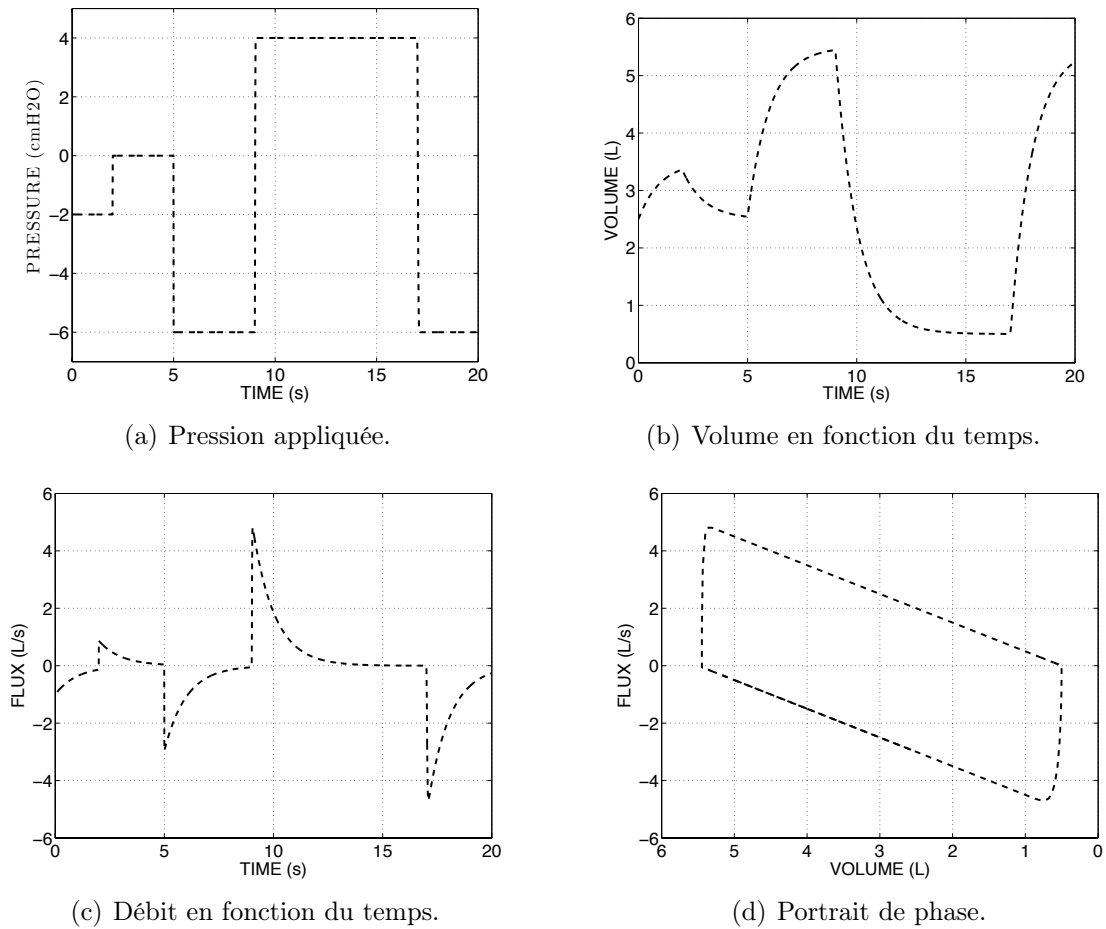 4
2
0
−2
−4
−6
PRESSURE (cmH2O)
0 5 10 15 20
TIME (s)
(a) Pression appliquée.
6
5
4
3
2
1
0
VOLUME (L)
0 5 10 15 20
TIME (s)
(b) Volume en fonction du temps.
6
4
2
0
−2
−4
−6
FLUX (L/s)
0 5 10 15 20
TIME (s)
(c) Débit en fonction du temps.
6
4
2
0
−2
−4
−6
FLUX (L/s)
6 5 4 3 2 1 0
VOLUME (L)
(d) Portrait de phase.